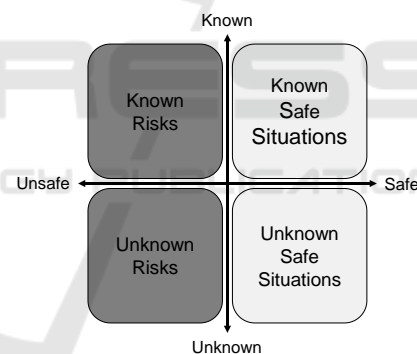 Known
Known
Risks
Known
Safe
Situations
Unsafe
Safe
Unknown
Risks
Unknown
Safe
Situations
Unknown